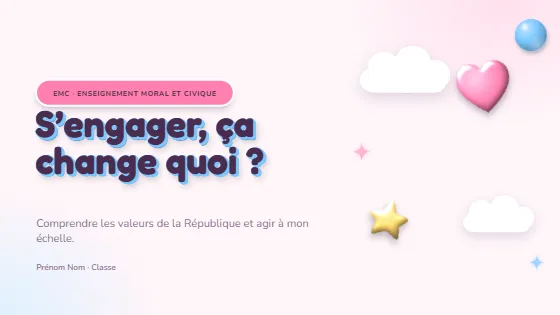 EMC · ENSEIGNEMENT MORAL ET CIVIQUE
S’engager, ça
change quoi ?
Comprendre les valeurs de la République et agir à mon
échelle.
Prénom Nom · Classe